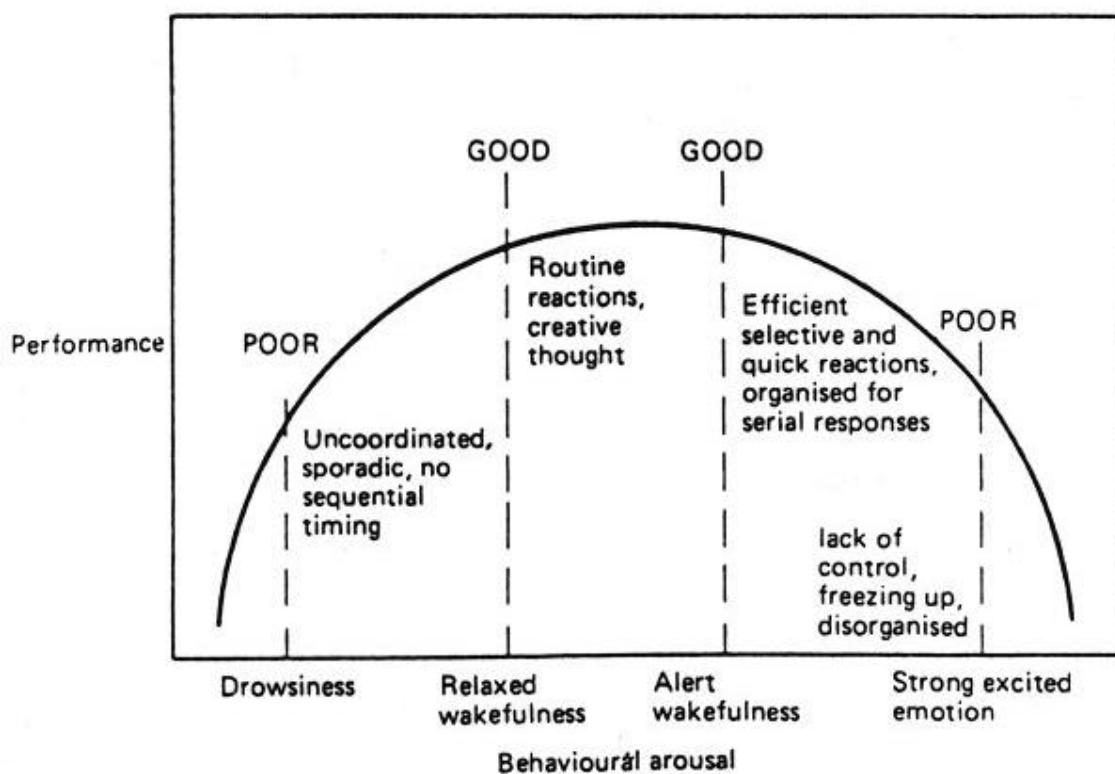 GOOD
GOOD
Routine
reactions,
creative
thought
Efficient
selective and
quick reactions,
organised for
serial responses
POOR
POOR
Performance
Uncoordinated,
sporadic, no
sequential
timing
lack of
control,
freezing up,
disorganised
Drowsiness
Relaxed
wakefulness
Alert
wakefulness
Strong excited
emotion
Behavioural arousal